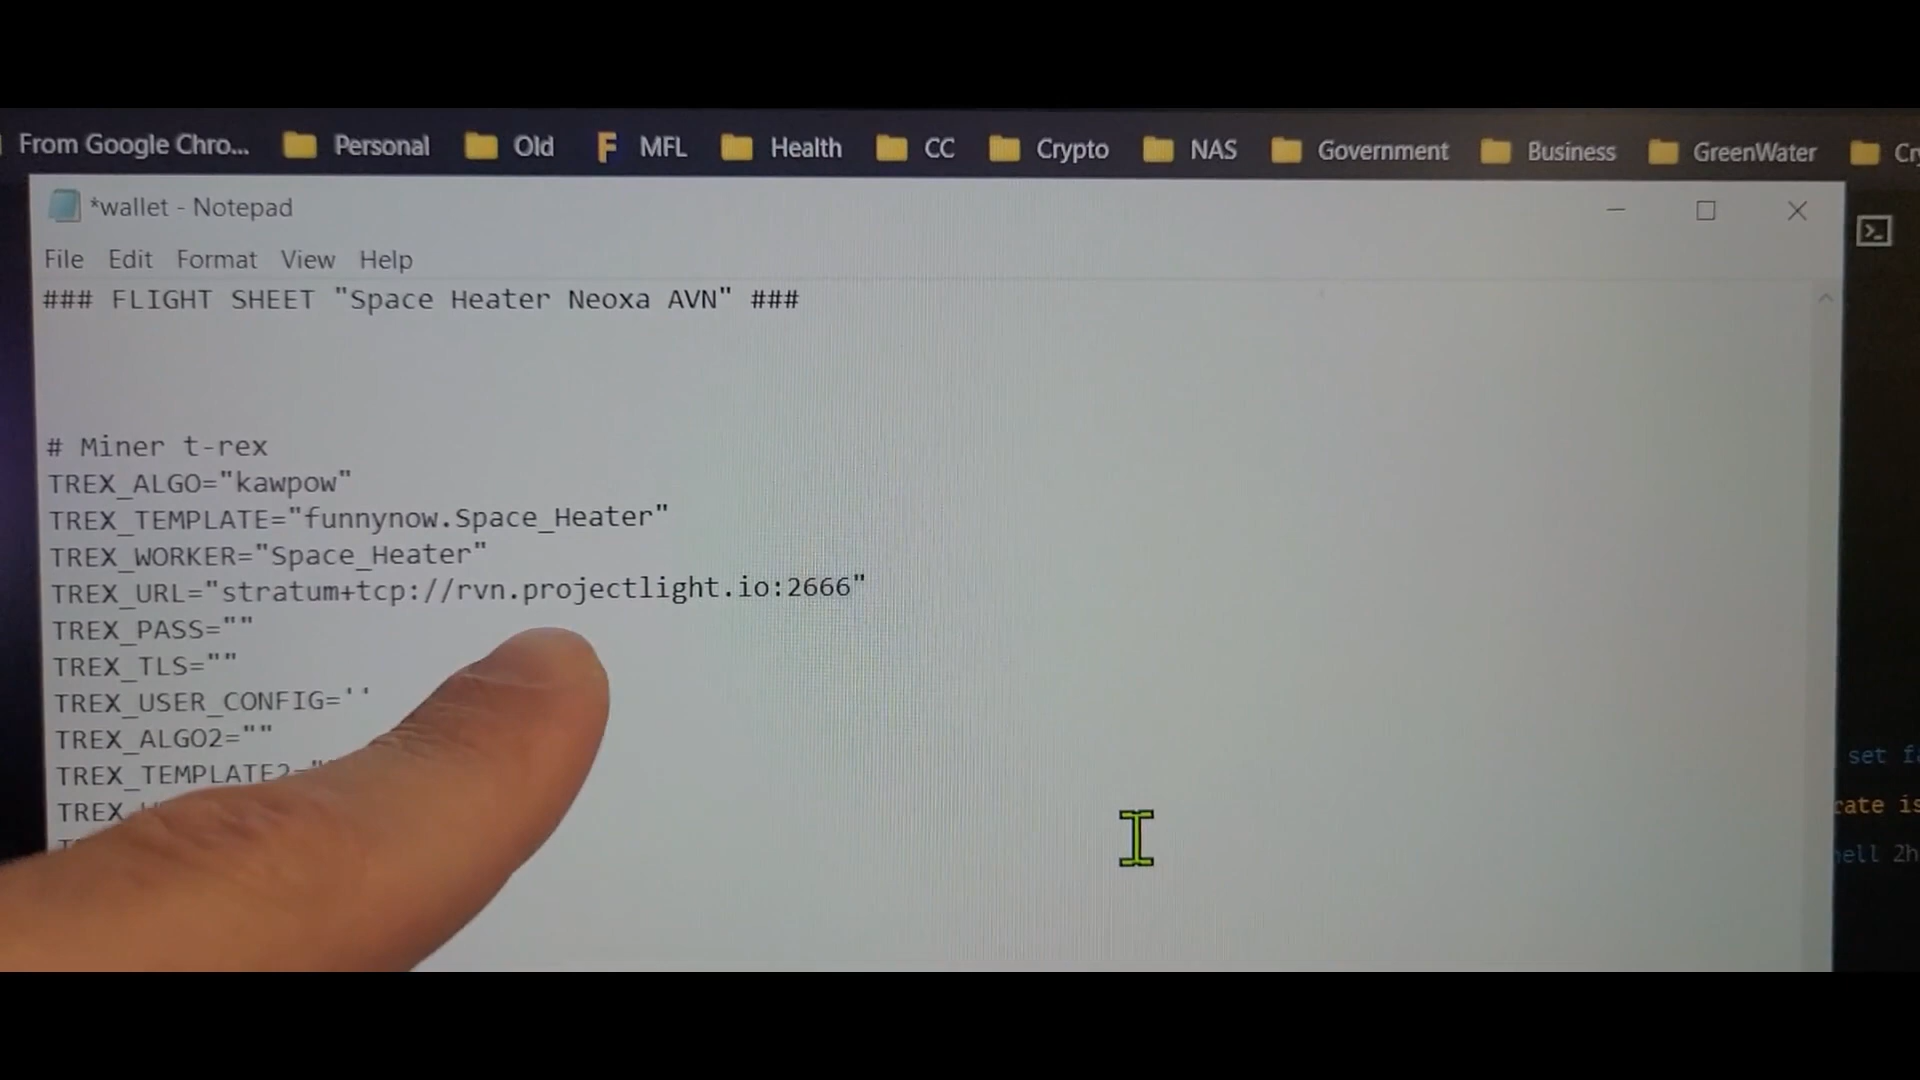 From Google Chro... Personal Old F MFL Health CC Crypto NAS Government Business GreenWater
*wallet - Notepad
File Edit Format View Help
### FLIGHT SHEET "Space Heater Neoxa AVN" ###
# Miner t-rex
TREX_ALGO="kawpow"
TREX_TEMPLATE="funnynow.Space_Heater"
TREX_WORKER="Space_Heater"
TREX_URL="stratum+tcp://rvn.projectlight.io:2666"
TREX_PASS=""
TREX_TLS=""
TREX_USER_CONFIG=''
TREX_ALGO2=""
set
TREX_TEMPLATE2="
rate is
TREX
2h